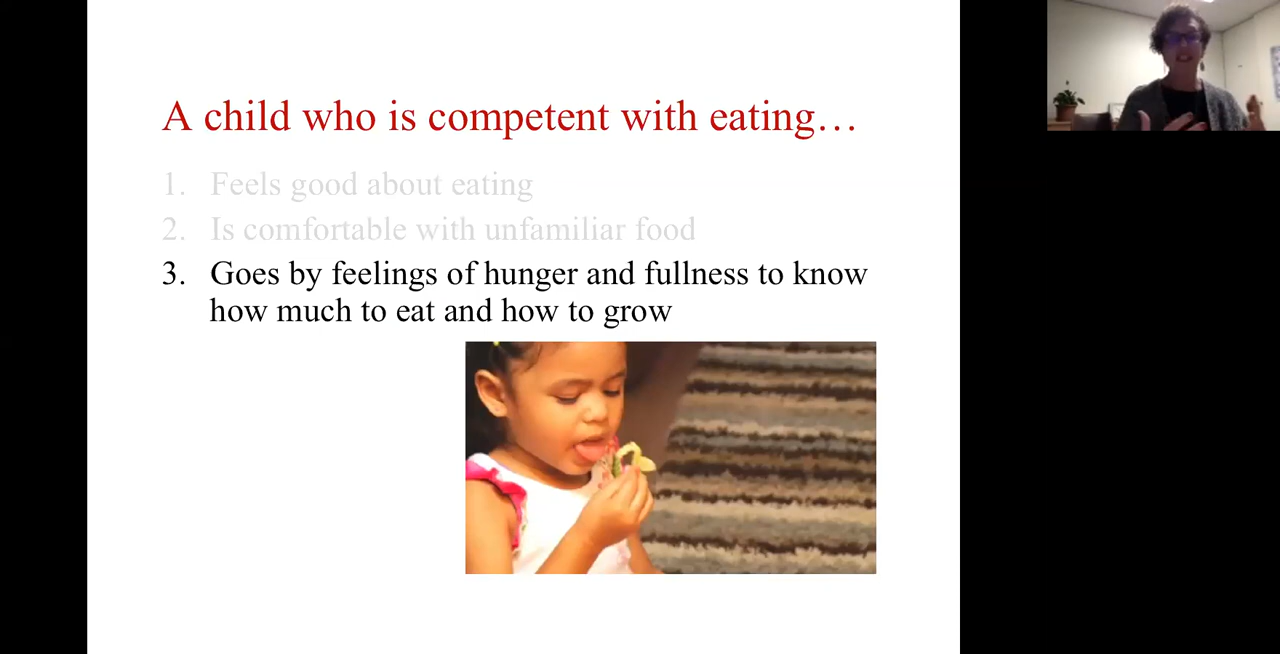 A child who is competent with eating…
1. Feels good about eating
2. Is comfortable with unfamiliar food
3. Goes by feelings of hunger and fullness to know
how much to eat and how to grow